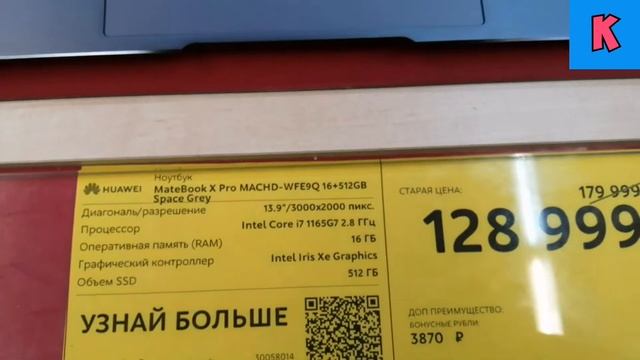 K
Ноутбук
HUAWEI MateBook X Pro MACHD-WFE9Q 16+512GB
Space Grey
Диагональ/разрешение 13.9"/3000x2000 пикс.
Процессор Intel Core i7 1165G7 2.8 ГГц
Оперативная память (RAM) 16 ГБ
Графический контроллер Intel Iris Xe Graphics
Объем SSD 512 ГБ
УЗНАЙ БОЛЬШЕ
30058014
СТАРАЯ ЦЕНА: 179 999
128 999
ДОП ПРЕИМУЩЕСТВО:
БОНУСНЫЕ РУБЛИ:
3870 ₽